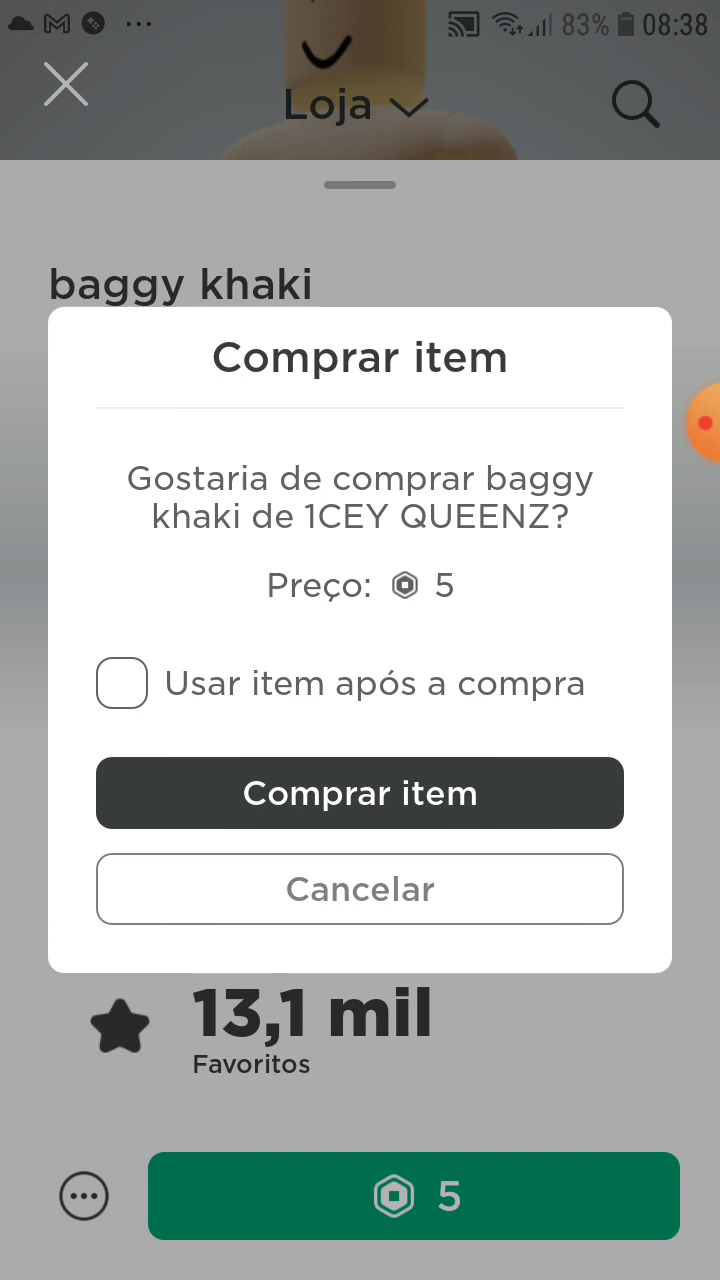 83% 08:38
Loja
baggy khaki
Comprar item
Gostaria de comprar baggy
khaki de 1CEY QUEENZ?
Preço: 5
Usar item após a compra
Comprar item
Cancelar
13,1 mil
Favoritos
5